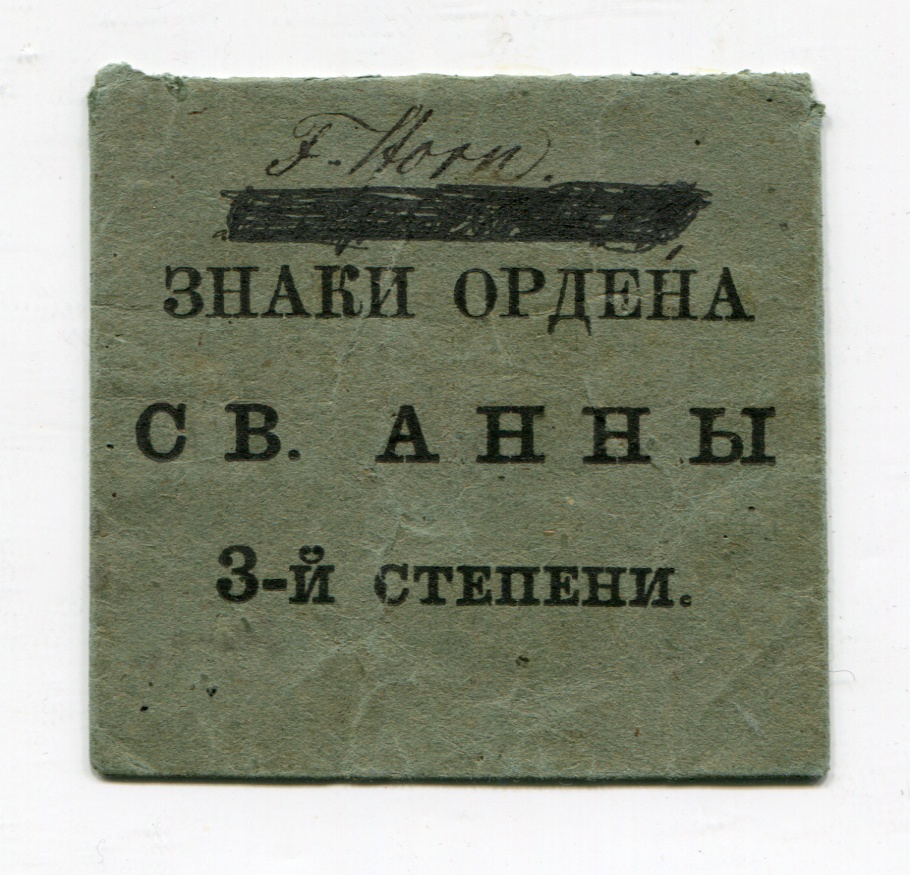 F. Horn.
ЗНАКИ ОРДЕНА
СВ. АННЫ
3-й СТЕПЕНИ.